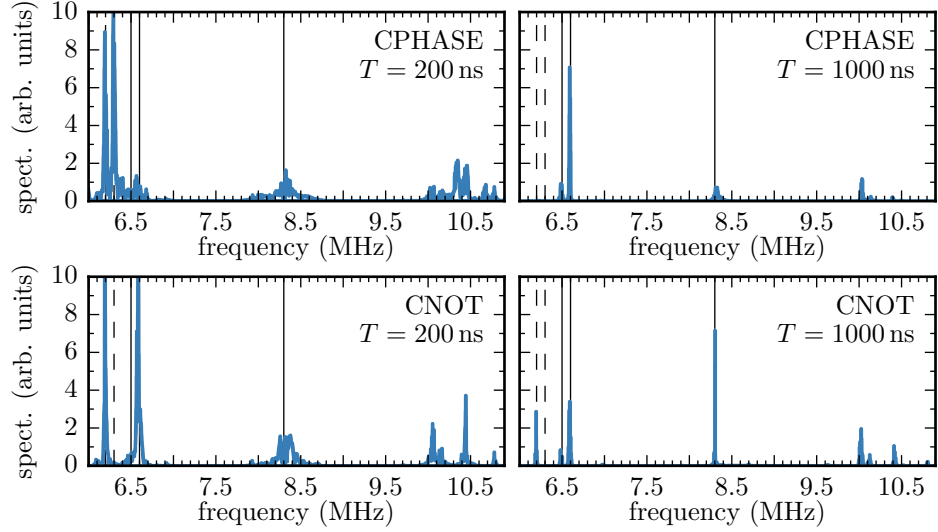 10
8
6
4
2
0
spect. (arb. units)
CPHASE
T = 200 ns
6.5 7.5 8.5 9.5 10.5
frequency (MHz)
CPHASE
T = 1000 ns
6.5 7.5 8.5 9.5 10.5
frequency (MHz)
10
8
6
4
2
0
spect. (arb. units)
CNOT
T = 200 ns
6.5 7.5 8.5 9.5 10.5
frequency (MHz)
CNOT
T = 1000 ns
6.5 7.5 8.5 9.5 10.5
frequency (MHz)